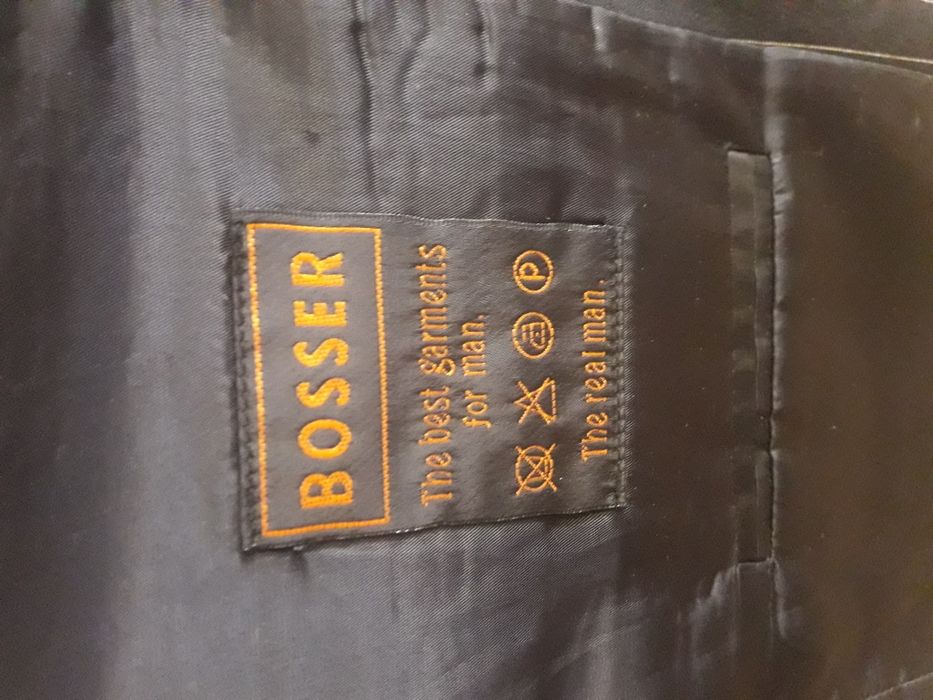 BOSSER
The best garments
for man.
P
The real man.